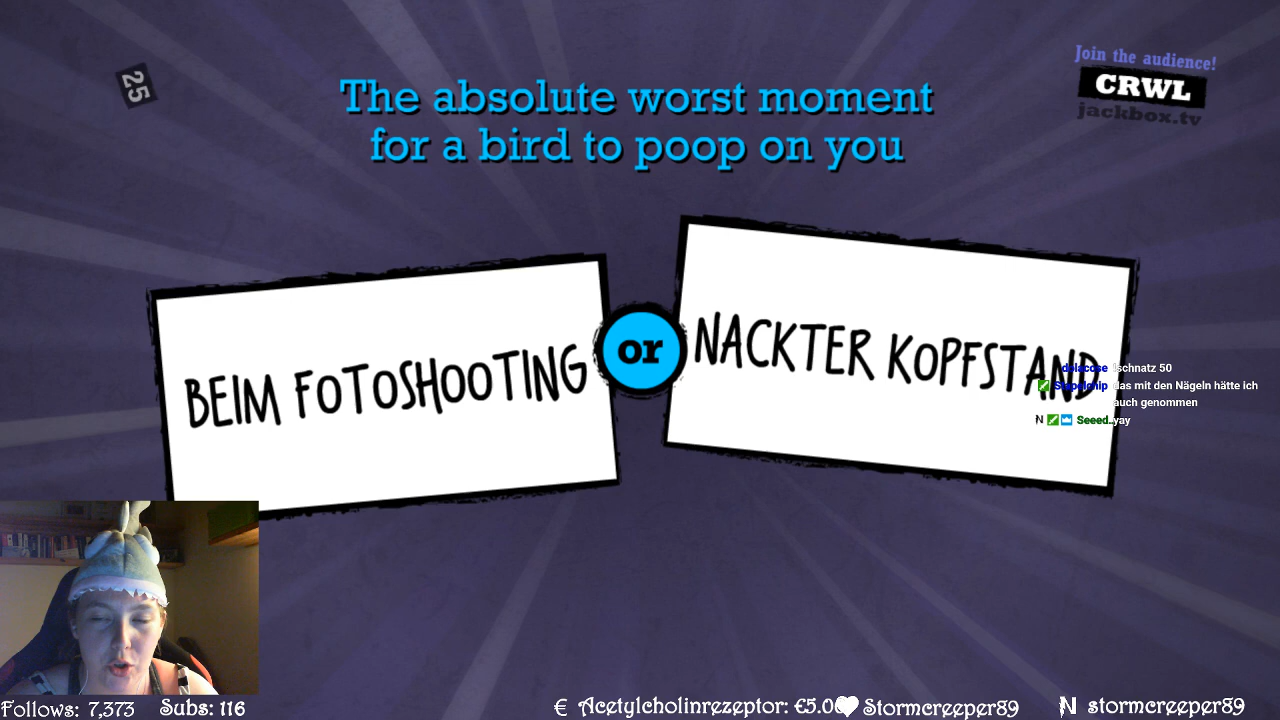 25
Join the audience!
CRWL
jackbox.tv
The absolute worst moment
for a bird to poop on you
BEIM FOTOSHOOTING
or
NACKTER KOPFSTAND
dolacose !schnatz 50
Stapelchip das mit den Nägeln hätte ich
auch genommen
N Seeed. yay
Follows: 7,373 Subs: 116 € Acetylcholinrezeptor: €5.00 Stormcreeper89 N stormcreeper89